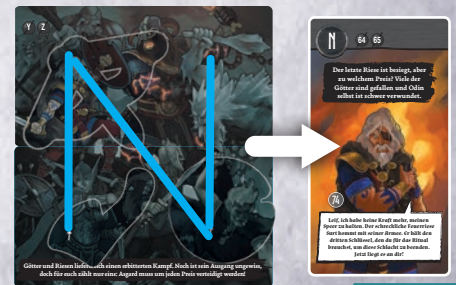 Y Z
Götter und Riesen liefern sich einen erbitterten Kampf. Noch ist sein Ausgang ungewiss,
doch für euch zählt nur eins: Asgard muss um jeden Preis verteidigt werden!
N 64 65
Der letzte Riese ist besiegt, aber
zu welchem Preis? Viele der
Götter sind gefallen und Odin
selbst ist schwer verwundet.
74
Leif, ich habe keine Kraft mehr, meinen
Speer zu halten. Der schreckliche Feuerriese
Surt kommt mit seiner Armee. Er hält den
dritten Schlüssel, den du für das Ritual
brauchst, um diese Schlacht zu beenden.
Jetzt liegt es an dir!